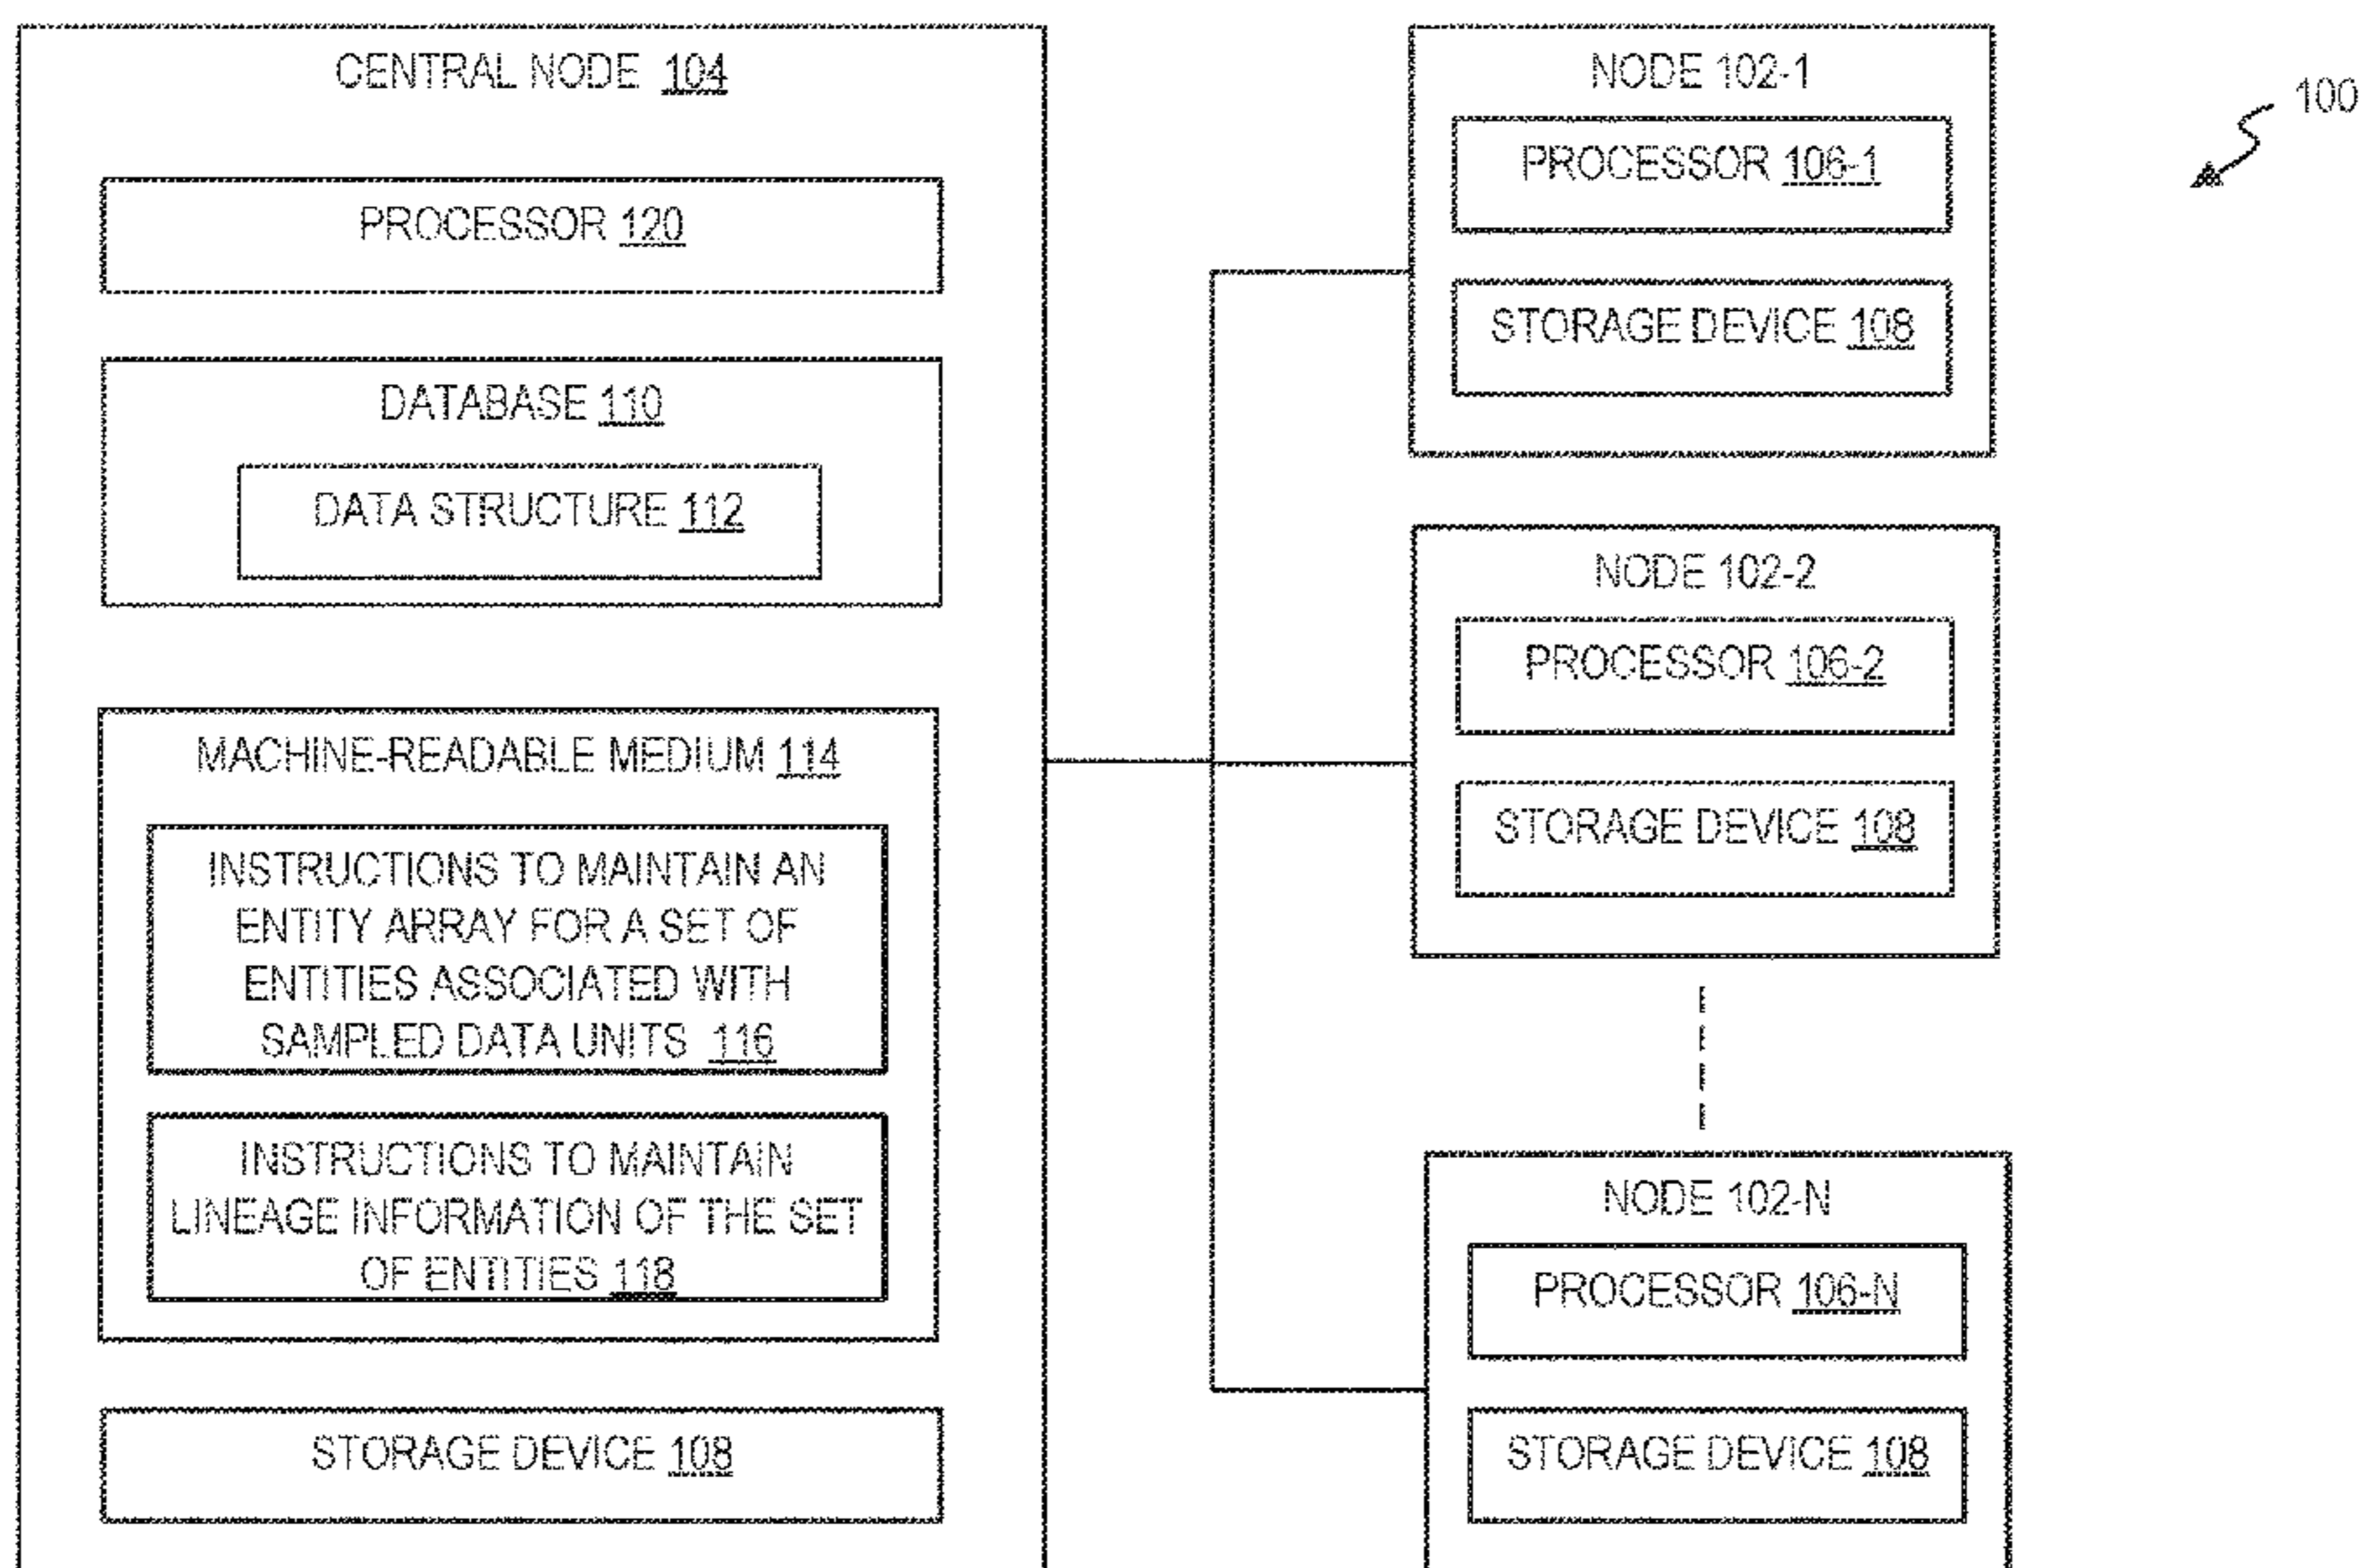 CENTRAL NODE 104
PROCESSOR 120
DATABASE 110
DATA STRUCTURE 112
MACHINE-READABLE MEDIUM 114
INSTRUCTIONS TO MAINTAIN AN
ENTITY ARRAY FOR A SET OF
ENTITIES ASSOCIATED WITH
SAMPLED DATA UNITS 116
INSTRUCTIONS TO MAINTAIN
LINEAGE INFORMATION OF THE SET
OF ENTITIES 118
STORAGE DEVICE 108
NODE 102-1
PROCESSOR 106-1
STORAGE DEVICE 108
NODE 102-2
PROCESSOR 106-2
STORAGE DEVICE 108
NODE 102-N
PROCESSOR 106-N
STORAGE DEVICE 108
100